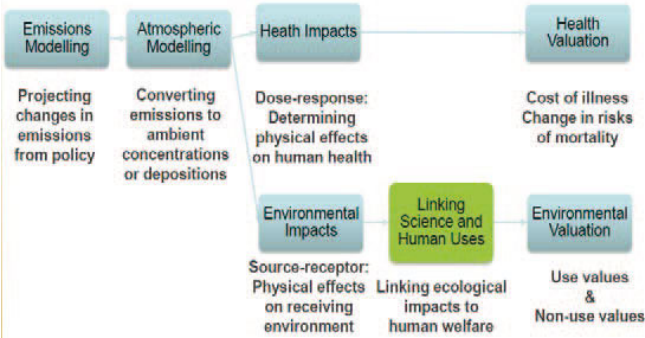 Emissions
Modelling
Atmospheric
Modelling
Heath Impacts
Health
Valuation
Projecting
changes in
emissions
from policy
Converting
emissions to
ambient
concentrations
or depositions
Dose-response:
Determining
physical effects
on human health
Cost of illness
Change in risks
of mortality
Environmental
Impacts
Linking
Science and
Human Uses
Environmental
Valuation
Source-receptor:
Physical effects
on receiving
environment
Linking ecological
impacts to
human welfare
Use values
&
Non-use values